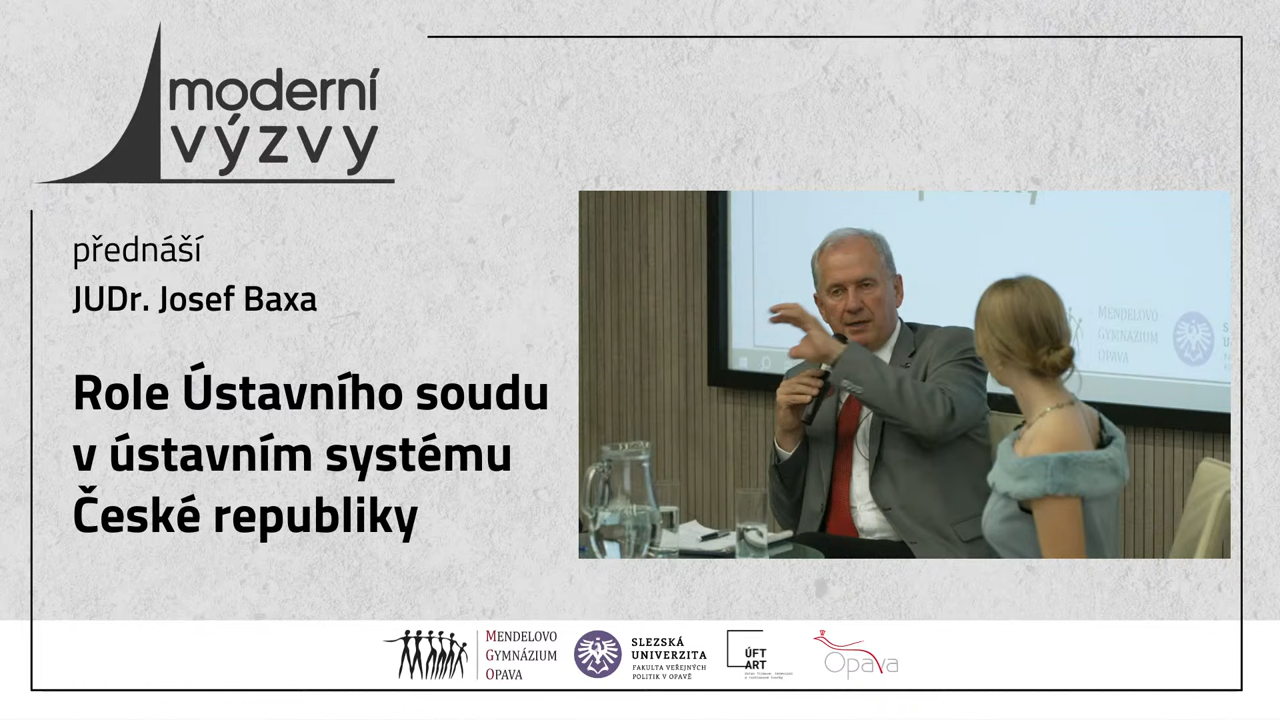 moderní
výzvy
přednáší
JUDr. Josef Baxa
Role Ústavního soudu
v ústavním systému
České republiky
MENDELOVO
GYMNÁZIUM
OPAVA
MENDELOVO
GYMNÁZIUM
OPAVA
SLEZSKÁ
UNIVERZITA
FAKULTA VEŘEJNÝCH
POLITIK V OPAVĚ
ÚFT
ART
Opava